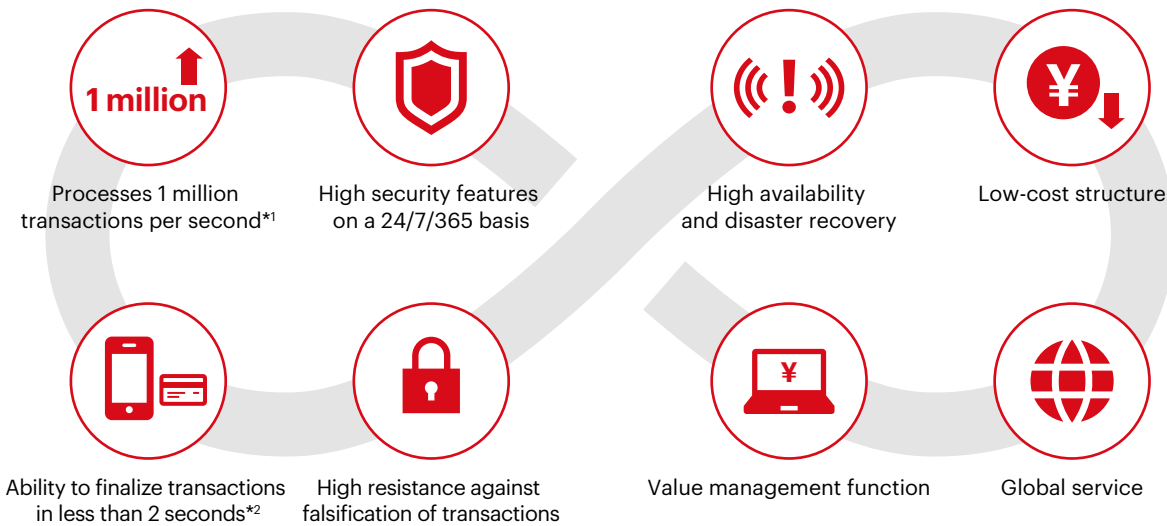 1 million
Processes 1 million
transactions per second*1
High security features
on a 24/7/365 basis
High availability
and disaster recovery
¥
Low-cost structure
Ability to finalize transactions
in less than 2 seconds*2
High resistance against
falsification of transactions
¥
Value management function
Global service